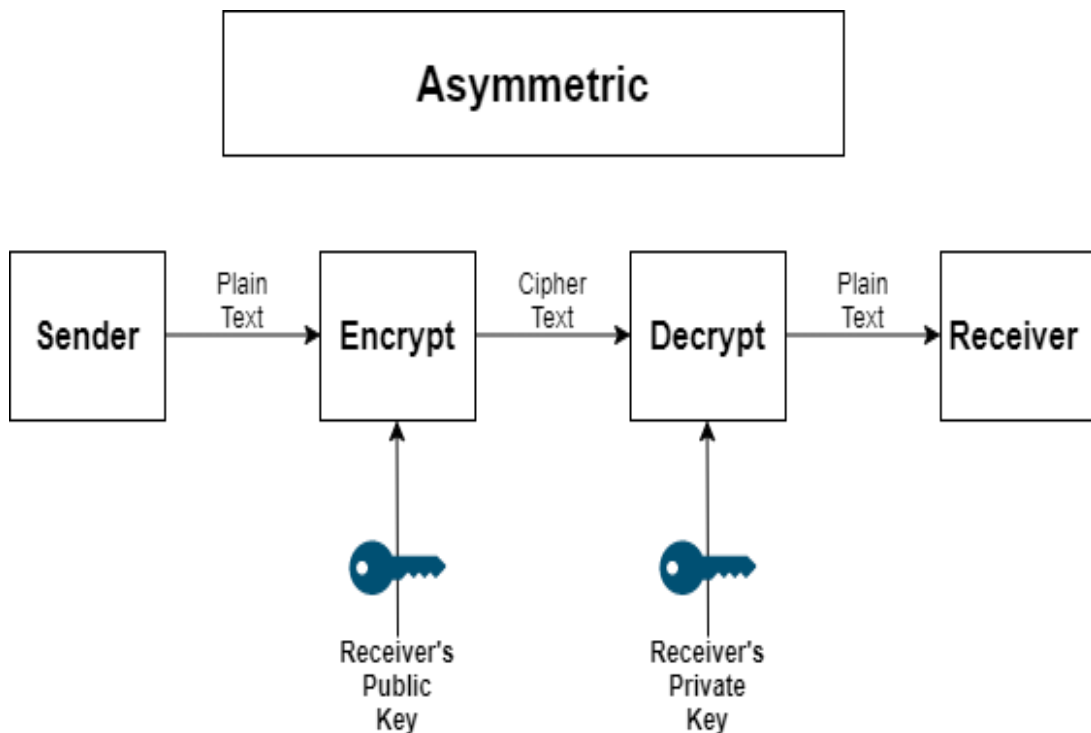 Asymmetric
Sender
Plain
Text
Encrypt
Cipher
Text
Decrypt
Plain
Text
Receiver
Receiver's
Public
Key
Receiver's
Private
Key